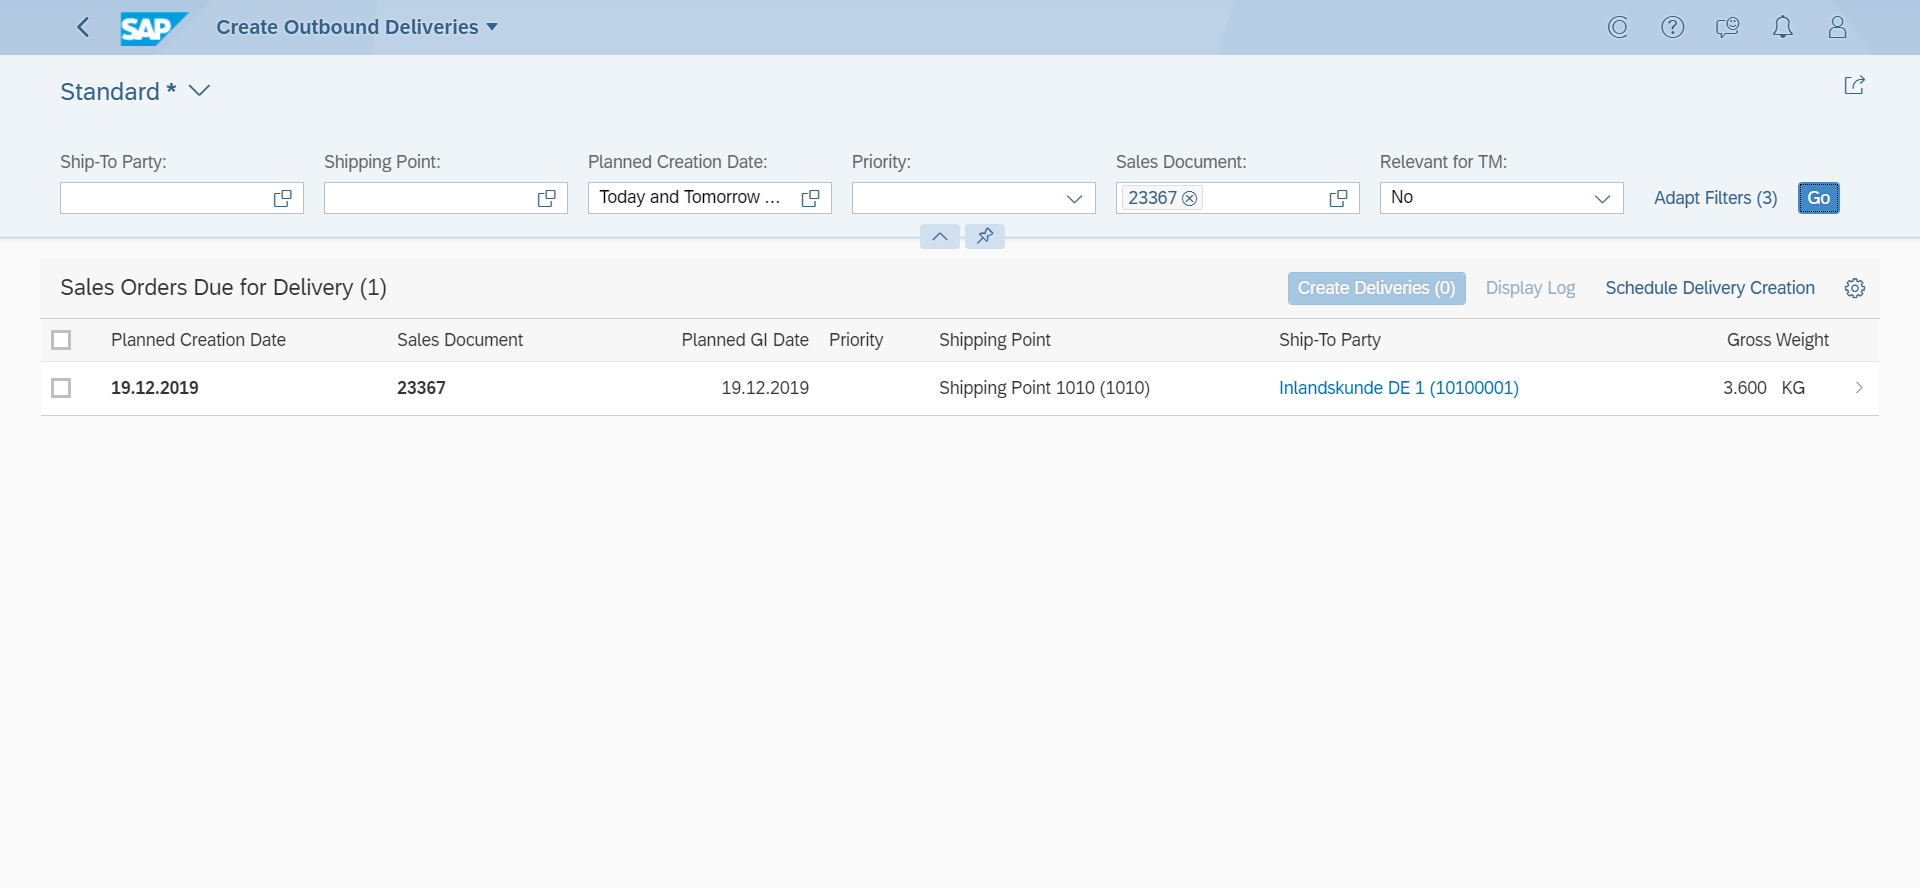 SAP Create Outbound Deliveries
Standard *
Ship-To Party: Shipping Point: Planned Creation Date: Priority: Sales Document: Relevant for TM:
Today and Tomorrow ... 23367 No Adapt Filters (3) Go
Sales Orders Due for Delivery (1) Create Deliveries (0) Display Log Schedule Delivery Creation
Planned Creation Date Sales Document Planned GI Date Priority Shipping Point Ship-To Party Gross Weight
19.12.2019 23367 19.12.2019 Shipping Point 1010 (1010) Inlandskunde DE 1 (10100001) 3.600 KG